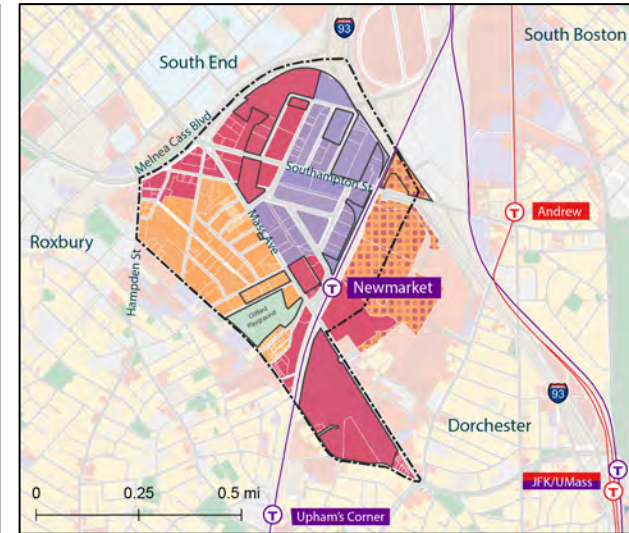 93
South Boston
South End
Melnea Cass Blvd
Southampton St
T Andrew
Roxbury
Mass Ave
Hampden St
T Newmarket
Clifford
Playground
93
Dorchester
T
JFK/UMass
T
0 0.25 0.5 mi
T Upham's Corner